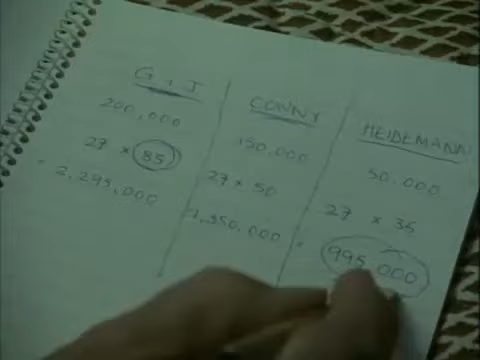 G + J
200,000
27 × 85
= 2,295,000
CONNY
150,000
27 × 50
1,350,000
HEIDEMANN
50.000
27 × 35
= 995,000